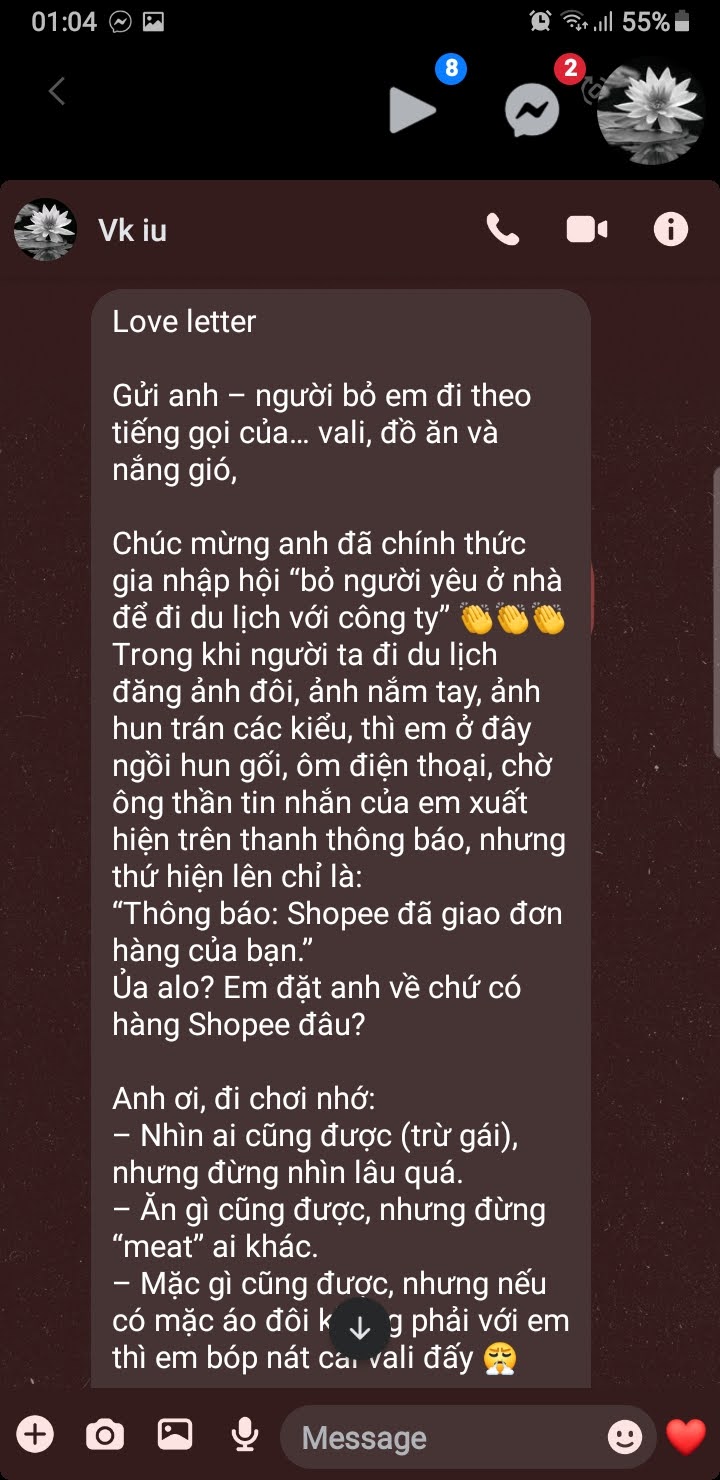 01:04
55%
8
2
Vk iu
Love letter
Gửi anh – người bỏ em đi theo
tiếng gọi của... vali, đồ ăn và
nắng gió,
Chúc mừng anh đã chính thức
gia nhập hội “bỏ người yêu ở nhà
để đi du lịch với công ty” 👏👏👏
Trong khi người ta đi du lịch
đăng ảnh đôi, ảnh nắm tay, ảnh
hun trán các kiểu, thì em ở đây
ngồi hun gối, ôm điện thoại, chờ
ông thần tin nhắn của em xuất
hiện trên thanh thông báo, nhưng
thứ hiện lên chỉ là:
“Thông báo: Shopee đã giao đơn
hàng của bạn.”
Ủa alo? Em đặt anh về chứ có
hàng Shopee đâu?
Anh ơi, đi chơi nhớ:
– Nhìn ai cũng được (trừ gái),
nhưng đừng nhìn lâu quá.
– Ăn gì cũng được, nhưng đừng
“meat” ai khác.
– Mặc gì cũng được, nhưng nếu
có mặc áo đôi k g phải với em
thì em bóp nát cái vali đấy 😤
Message